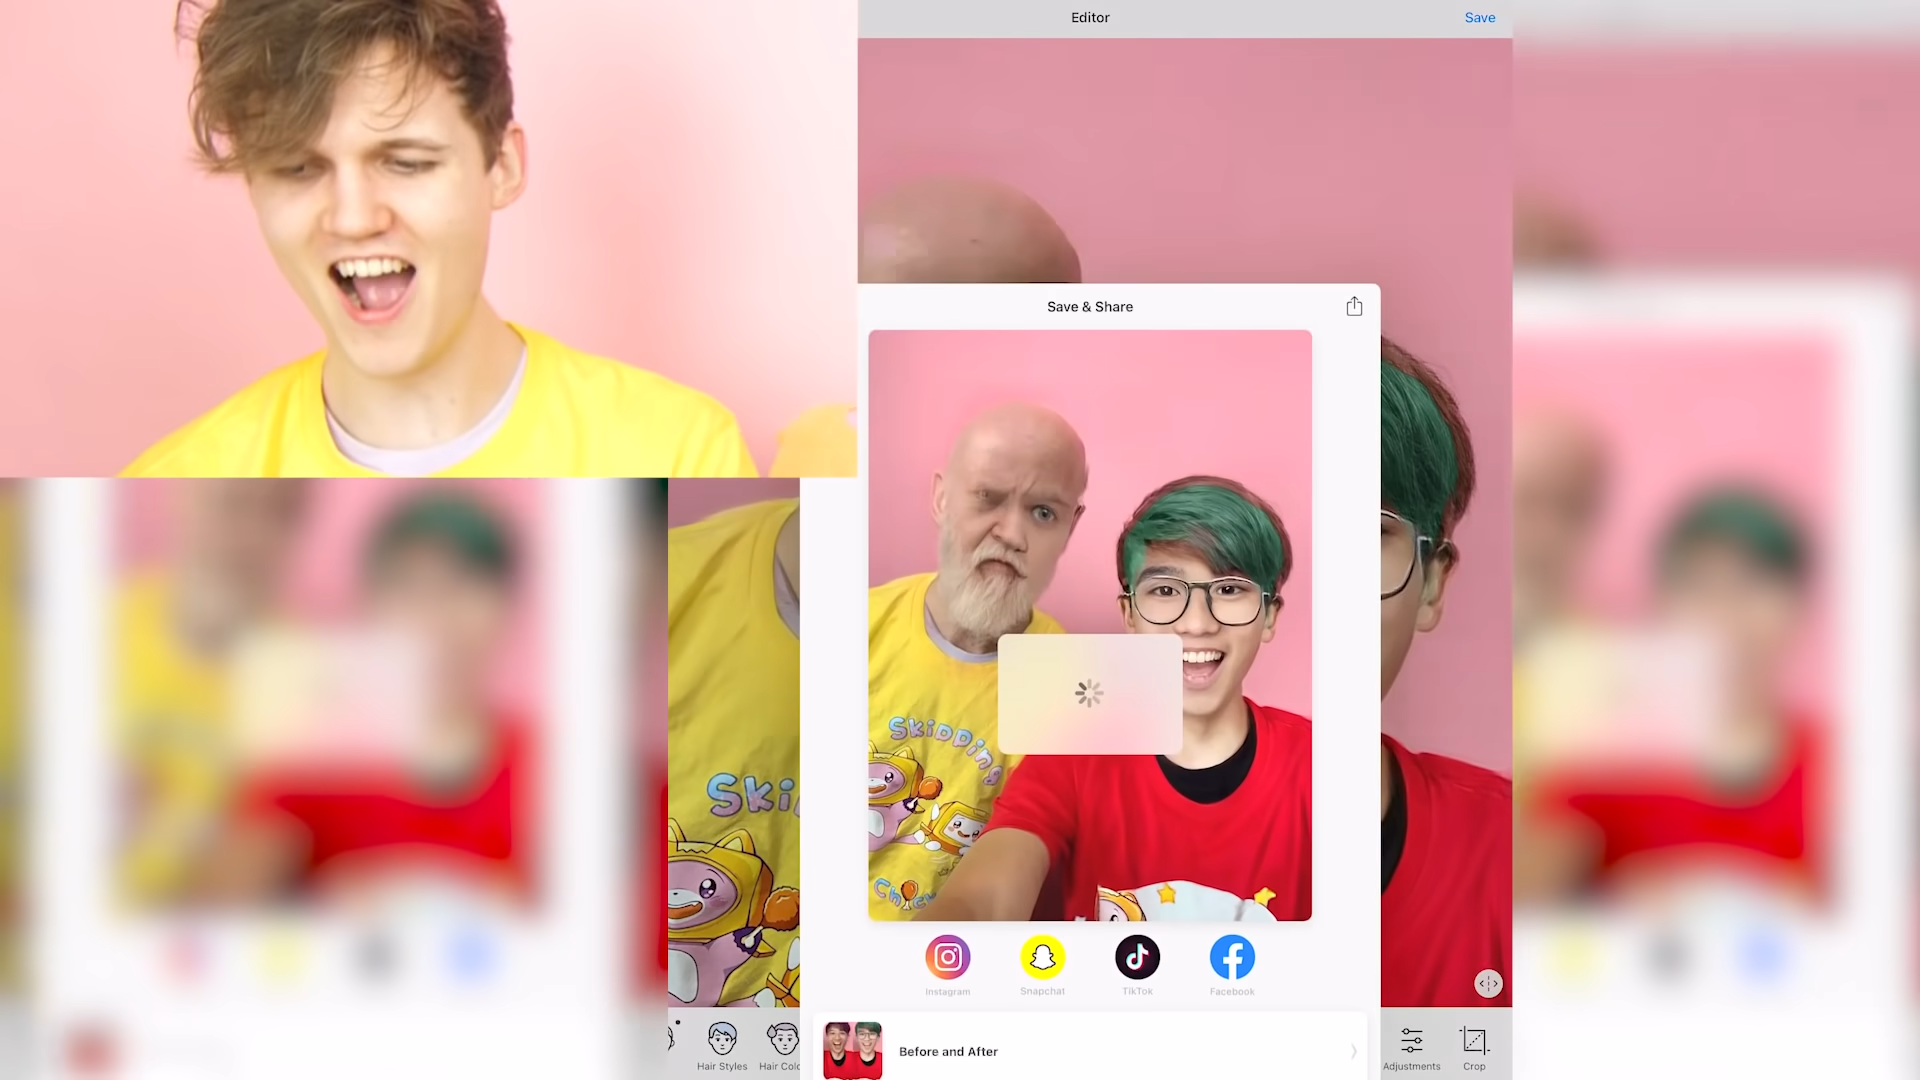 Editor
Save
Save & Share
Skipping
Chick
Ski
Instagram
Snapchat
TikTok
Facebook
Before and After
Hair Styles
Hair Colo
Adjustments
Crop